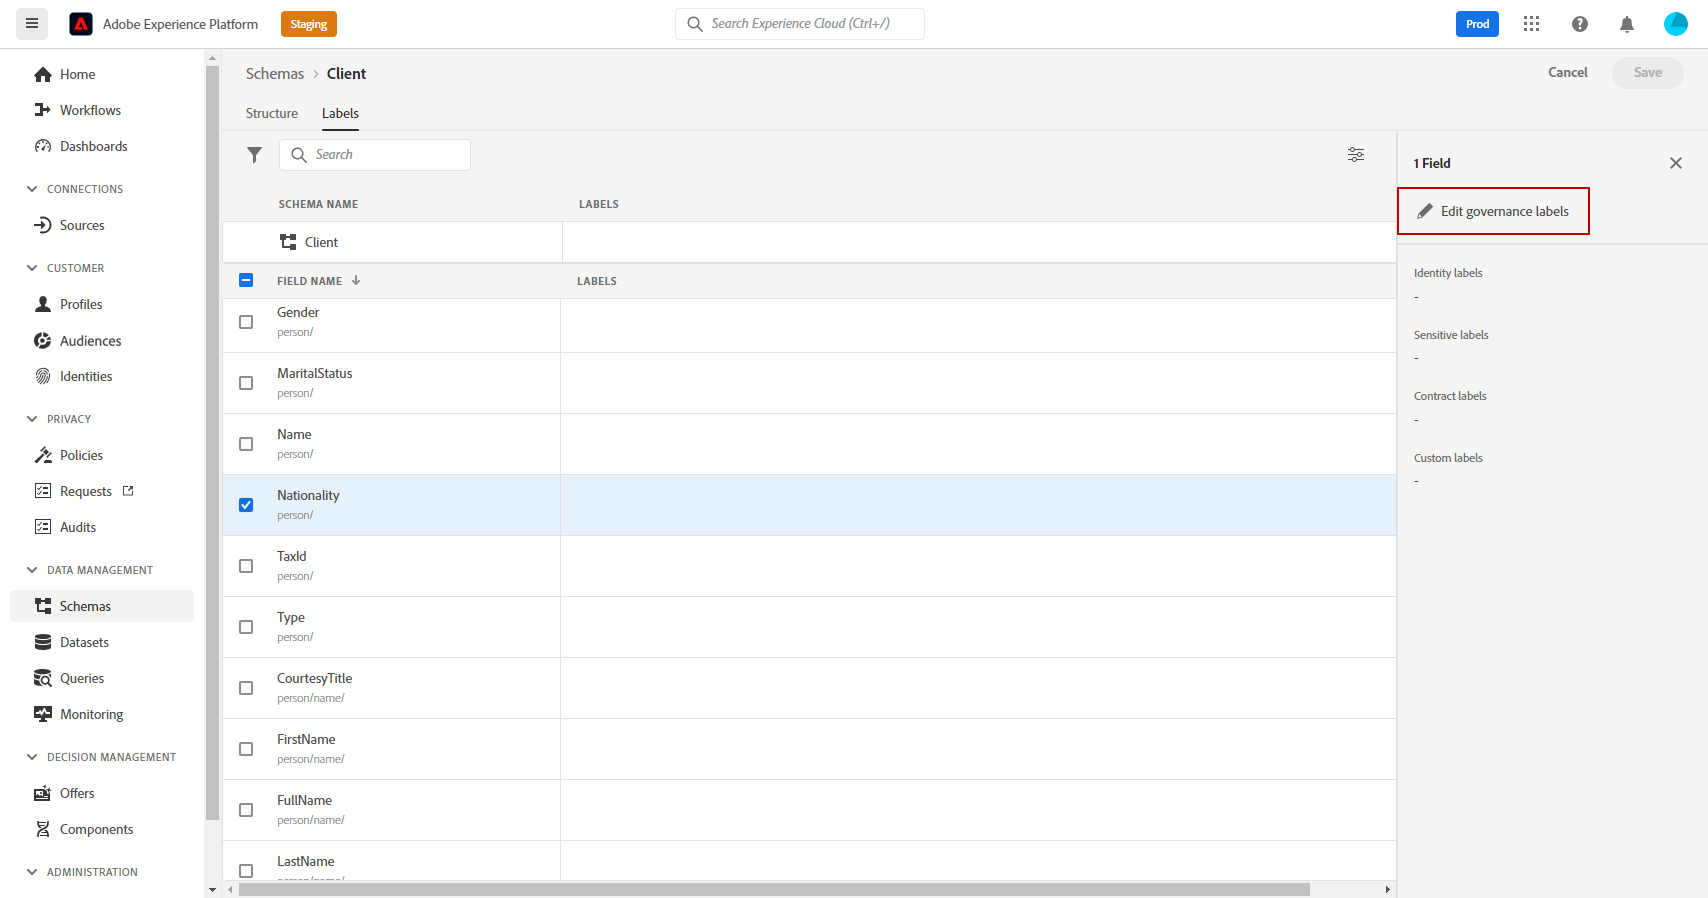 Adobe Experience Platform
Staging
Search Experience Cloud (Ctrl+/)
Prod
Home
Workflows
Dashboards
CONNECTIONS
Sources
CUSTOMER
Profiles
Audiences
Identities
PRIVACY
Policies
Requests
Audits
DATA MANAGEMENT
Schemas
Datasets
Queries
Monitoring
DECISION MANAGEMENT
Offers
Components
ADMINISTRATION
Schemas > Client
Cancel
Save
Structure
Labels
Search
SCHEMA NAME
LABELS
Client
FIELD NAME
LABELS
Gender
person/
MaritalStatus
person/
Name
person/
Nationality
person/
TaxId
person/
Type
person/
CourtesyTitle
person/name/
FirstName
person/name/
FullName
person/name/
LastName
person/name/
1 Field
Edit governance labels
Identity labels
-
Sensitive labels
-
Contract labels
-
Custom labels
-